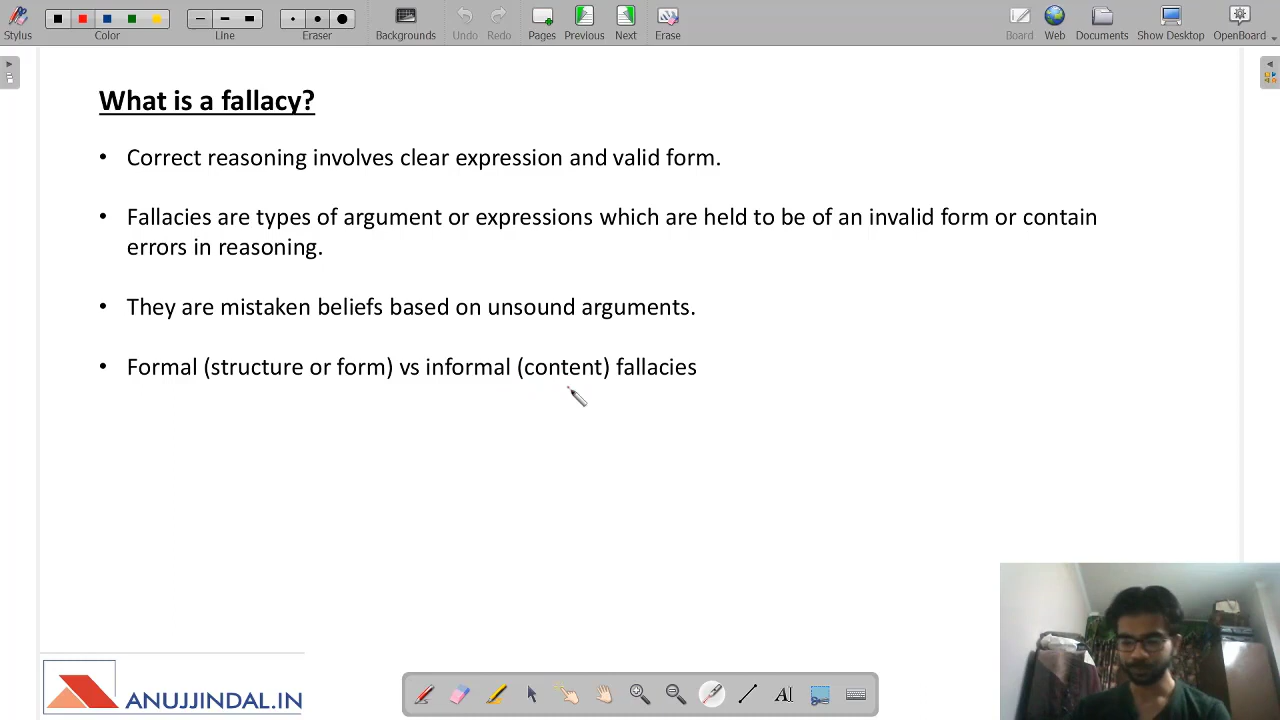 Stylus
Color
Line
Eraser
Backgrounds
Undo
Redo
Pages
Previous
Next
Erase
Board
Web
Documents
Show Desktop
OpenBoard
What is a fallacy?
• Correct reasoning involves clear expression and valid form.
• Fallacies are types of argument or expressions which are held to be of an invalid form or contain
errors in reasoning.
• They are mistaken beliefs based on unsound arguments.
• Formal (structure or form) vs informal (content) fallacies
ANUJJINDAL.IN
AI